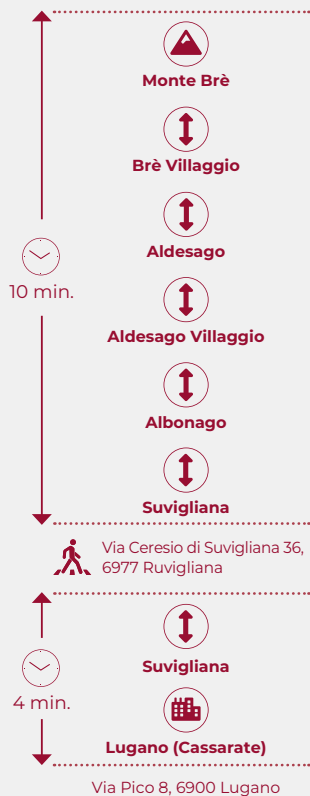 Monte Brè
Brè Villaggio
Aldesago
10 min.
Aldesago Villaggio
Albonago
Suvigliana
Via Ceresio di Suvigliana 36,
6977 Ruvigliana
Suvigliana
4 min.
Lugano (Cassarate)
Via Pico 8, 6900 Lugano